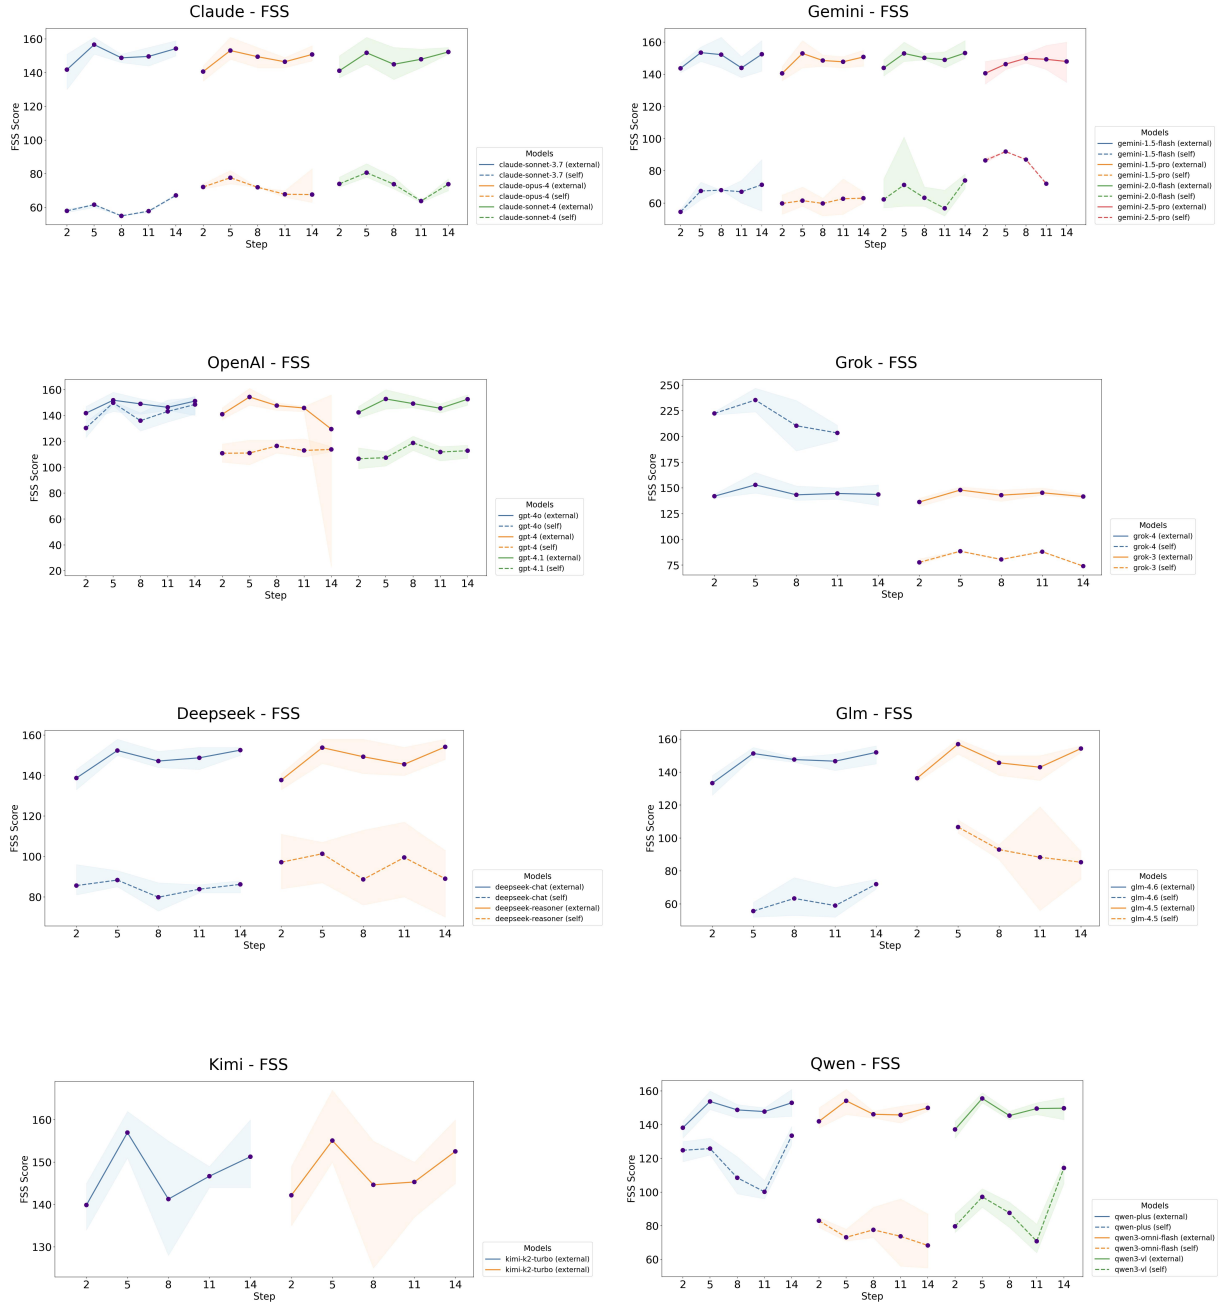 Claude - FSS
FSS Score
160
140
120
100
80
60
2 5 8 11 14 2 5 8 11 14 2 5 8 11 14
Step
Models
claude-sonnet-3.7 (external)
claude-sonnet-3.7 (self)
claude-opus-4 (external)
claude-opus-4 (self)
claude-sonnet-4 (external)
claude-sonnet-4 (self)
Gemini - FSS
FSS Score
160
140
120
100
80
60
2 5 8 11 14 2 5 8 11 14 2 5 8 11 14 2 5 8 11 14
Step
Models
gemini-1.5-flash (external)
gemini-1.5-flash (self)
gemini-1.5-pro (external)
gemini-1.5-pro (self)
gemini-2.0-flash (external)
gemini-2.0-flash (self)
gemini-2.5-pro (external)
gemini-2.5-pro (self)
OpenAI - FSS
FSS Score
160
140
120
100
80
60
40
20
2 5 8 11 14 2 5 8 11 14 2 5 8 11 14
Step
Models
gpt-4o (external)
gpt-4o (self)
gpt-4 (external)
gpt-4 (self)
gpt-4.1 (external)
gpt-4.1 (self)
Grok - FSS
FSS Score
250
225
200
175
150
125
100
75
2 5 8 11 14 2 5 8 11 14
Step
Models
grok-4 (external)
grok-4 (self)
grok-3 (external)
grok-3 (self)
Deepseek - FSS
FSS Score
160
140
120
100
80
2 5 8 11 14 2 5 8 11 14
Step
Models
deepseek-chat (external)
deepseek-chat (self)
deepseek-reasoner (external)
deepseek-reasoner (self)
Glm - FSS
FSS Score
160
140
120
100
80
60
2 5 8 11 14 2 5 8 11 14
Step
Models
glm-4.6 (external)
glm-4.6 (self)
glm-4.5 (external)
glm-4.5 (self)
Kimi - FSS
FSS Score
160
150
140
130
2 5 8 11 14 2 5 8 11 14
Step
Models
kimi-k2-turbo (external)
kimi-k2-turbo (external)
Qwen - FSS
FSS Score
160
140
120
100
80
60
2 5 8 11 14 2 5 8 11 14 2 5 8 11 14
Step
Models
qwen-plus (external)
qwen-plus (self)
qwen3-omni-flash (external)
qwen3-omni-flash (self)
qwen3-vl (external)
qwen3-vl (self)